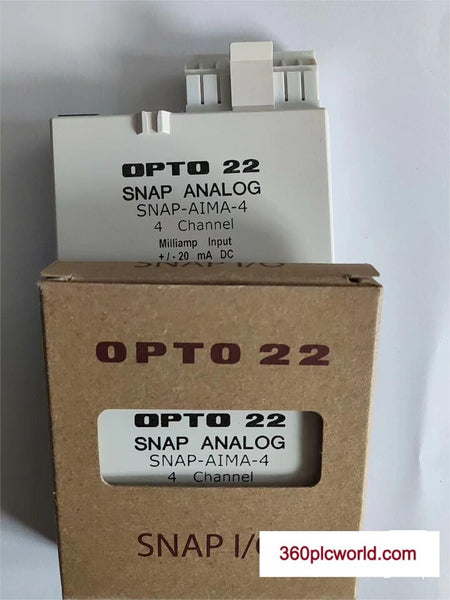 OPTO 22
SNAP ANALOG
SNAP-AIMA-4
4 Channel
Milliamp Input
+/-20 mA DC
SNAP I/O
OPTO 22
OPTO 22
SNAP ANALOG
SNAP-AIMA-4
4 Channel
SNAP I/O
360plcworld.com